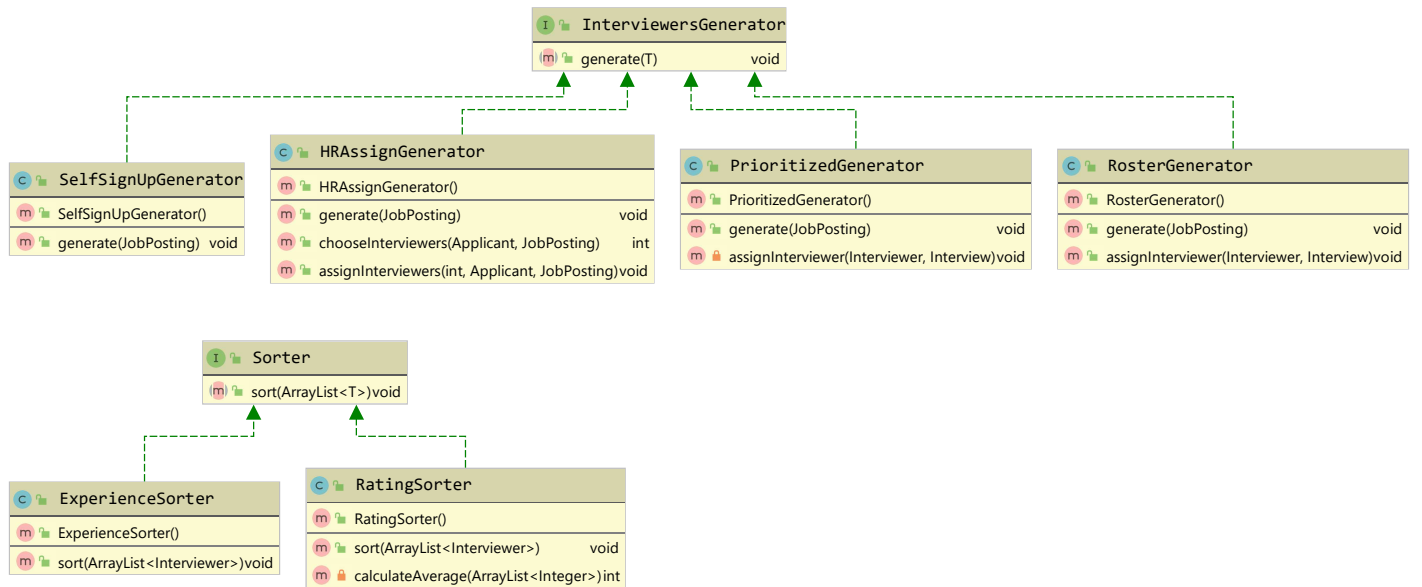 InterviewersGenerator
generate(T) void
SelfSignUpGenerator
SelfSignUpGenerator()
generate(JobPosting) void
HRAssignGenerator
HRAssignGenerator()
generate(JobPosting) void
chooseInterviewers(Applicant, JobPosting) int
assignInterviewers(int, Applicant, JobPosting)void
PrioritizedGenerator
PrioritizedGenerator()
generate(JobPosting) void
assignInterviewer(Interviewer, Interview)void
RosterGenerator
RosterGenerator()
generate(JobPosting) void
assignInterviewer(Interviewer, Interview)void
Sorter
sort(ArrayList<T>)void
ExperienceSorter
ExperienceSorter()
sort(ArrayList<Interviewer>)void
RatingSorter
RatingSorter()
sort(ArrayList<Interviewer>) void
calculateAverage(ArrayList<Integer>)int